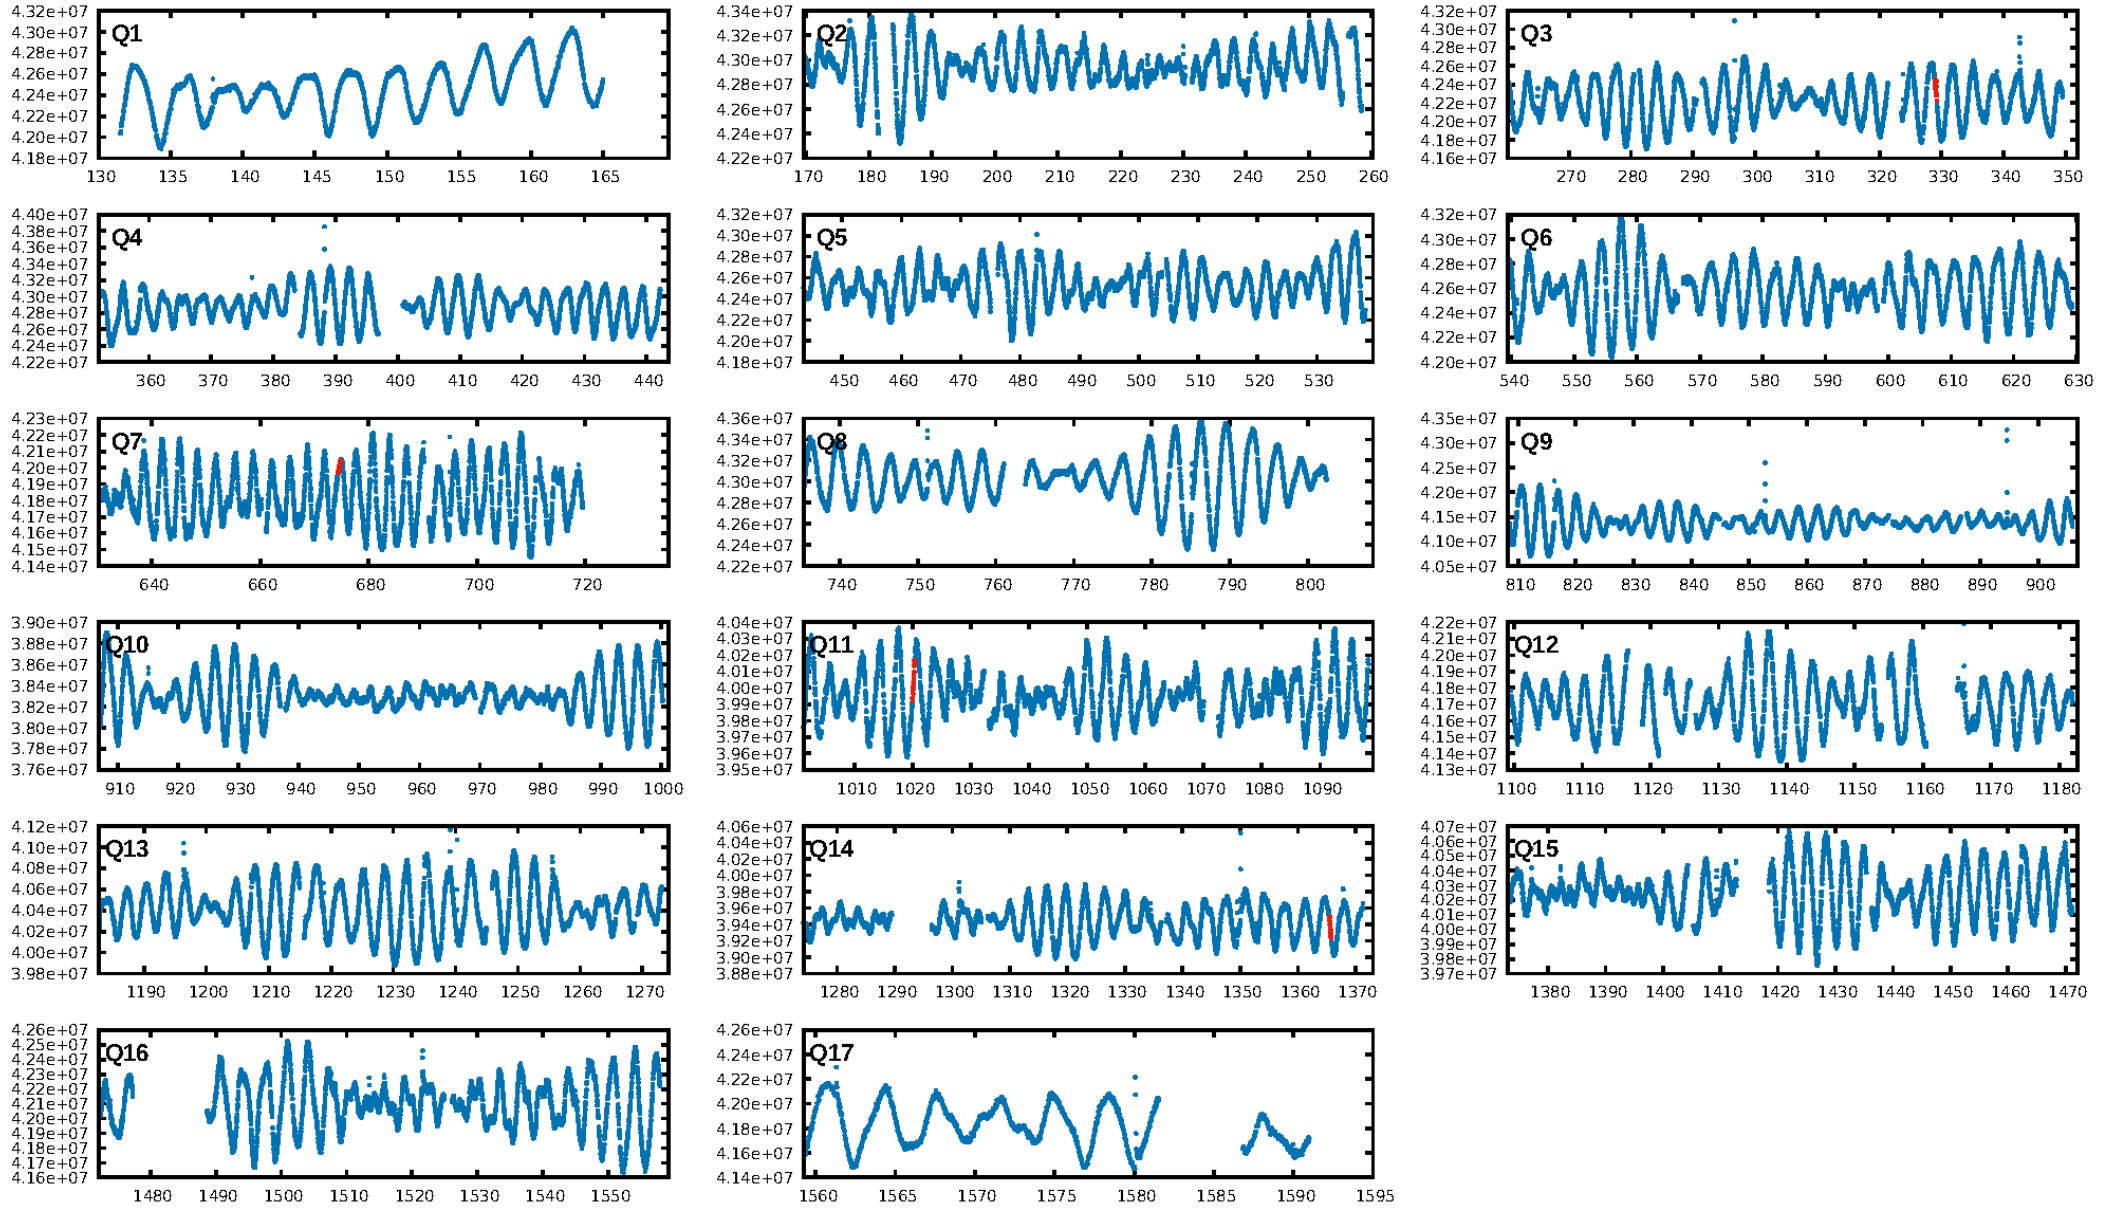 Q1
4.32e+07
4.30e+07
4.28e+07
4.26e+07
4.24e+07
4.22e+07
4.20e+07
4.18e+07
130 135 140 145 150 155 160 165
Q2
4.34e+07
4.32e+07
4.30e+07
4.28e+07
4.26e+07
4.24e+07
4.22e+07
170 180 190 200 210 220 230 240 250 260
Q3
4.32e+07
4.30e+07
4.28e+07
4.26e+07
4.24e+07
4.22e+07
4.20e+07
4.18e+07
4.16e+07
270 280 290 300 310 320 330 340 350
Q4
4.40e+07
4.38e+07
4.36e+07
4.34e+07
4.32e+07
4.30e+07
4.28e+07
4.26e+07
4.24e+07
4.22e+07
360 370 380 390 400 410 420 430 440
Q5
4.32e+07
4.30e+07
4.28e+07
4.26e+07
4.24e+07
4.22e+07
4.20e+07
4.18e+07
450 460 470 480 490 500 510 520 530
Q6
4.32e+07
4.30e+07
4.28e+07
4.26e+07
4.24e+07
4.22e+07
4.20e+07
540 550 560 570 580 590 600 610 620 630
Q7
4.23e+07
4.22e+07
4.21e+07
4.20e+07
4.19e+07
4.18e+07
4.17e+07
4.16e+07
4.15e+07
4.14e+07
640 660 680 700 720
Q8
4.36e+07
4.34e+07
4.32e+07
4.30e+07
4.28e+07
4.26e+07
4.24e+07
4.22e+07
740 750 760 770 780 790 800
Q9
4.35e+07
4.30e+07
4.25e+07
4.20e+07
4.15e+07
4.10e+07
4.05e+07
810 820 830 840 850 860 870 880 890 900
Q10
3.90e+07
3.88e+07
3.86e+07
3.84e+07
3.82e+07
3.80e+07
3.78e+07
3.76e+07
910 920 930 940 950 960 970 980 990 1000
Q11
4.04e+07
4.03e+07
4.02e+07
4.01e+07
4.00e+07
3.99e+07
3.98e+07
3.97e+07
3.96e+07
3.95e+07
1010 1020 1030 1040 1050 1060 1070 1080 1090
Q12
4.22e+07
4.21e+07
4.20e+07
4.19e+07
4.18e+07
4.17e+07
4.16e+07
4.15e+07
4.14e+07
4.13e+07
1100 1110 1120 1130 1140 1150 1160 1170 1180
Q13
4.12e+07
4.10e+07
4.08e+07
4.06e+07
4.04e+07
4.02e+07
4.00e+07
3.98e+07
1190 1200 1210 1220 1230 1240 1250 1260 1270
Q14
4.06e+07
4.04e+07
4.02e+07
4.00e+07
3.98e+07
3.96e+07
3.94e+07
3.92e+07
3.90e+07
3.88e+07
1280 1290 1300 1310 1320 1330 1340 1350 1360 1370
Q15
4.07e+07
4.06e+07
4.05e+07
4.04e+07
4.03e+07
4.02e+07
4.01e+07
4.00e+07
3.99e+07
3.98e+07
3.97e+07
1380 1390 1400 1410 1420 1430 1440 1450 1460 1470
Q16
4.26e+07
4.25e+07
4.24e+07
4.23e+07
4.22e+07
4.21e+07
4.20e+07
4.19e+07
4.18e+07
4.17e+07
4.16e+07
1480 1490 1500 1510 1520 1530 1540 1550
Q17
4.26e+07
4.24e+07
4.22e+07
4.20e+07
4.18e+07
4.16e+07
4.14e+07
1560 1565 1570 1575 1580 1585 1590 1595